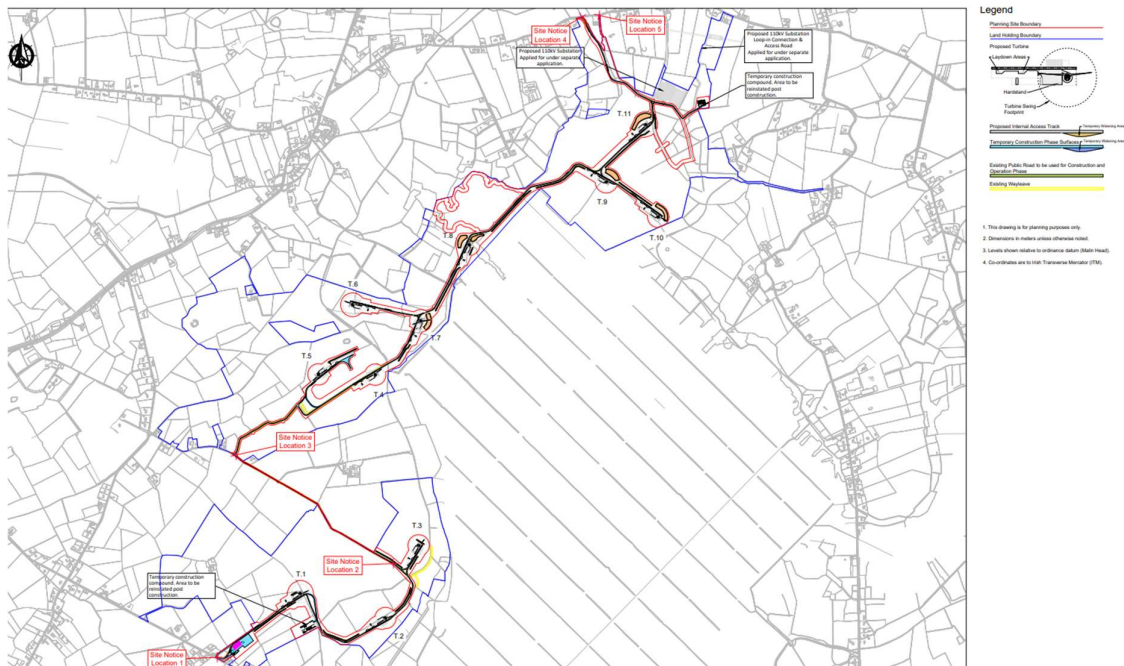 Site Notice
Location 4
Site Notice
Location 5
Proposed 110kV Substation
Applied for under separate
application.
Proposed 110kV Substation
Loop-in Connection &
Access Road
Applied for under separate
application.
Temporary construction
compound. Area to be
reinstated post
construction.
T.11
T.9
T.10
T.8
T.6
T.7
T.5
T.4
Site Notice
Location 3
T.3
Site Notice
Location 2
T.1
Temporary construction
compound. Area to be
reinstated post
construction.
T.2
Site Notice
Location 1
Legend
Planning Site Boundary
Land Holding Boundary
Proposed Turbine
Laydown Areas
Hardstand
Turbine Swing
Footprint
Proposed Internal Access Track
Temporary Widening Area
Temporary Construction Phase Surfaces
Temporary Widening Area
Existing Public Road to be used for Construction and
Operation Phase
Existing Wayleave
1. This drawing is for planning purposes only.
2. Dimensions in meters unless otherwise noted.
3. Levels shown relative to ordinance datum (Malin Head).
4. Co-ordinates are to Irish Transverse Mercator (ITM).